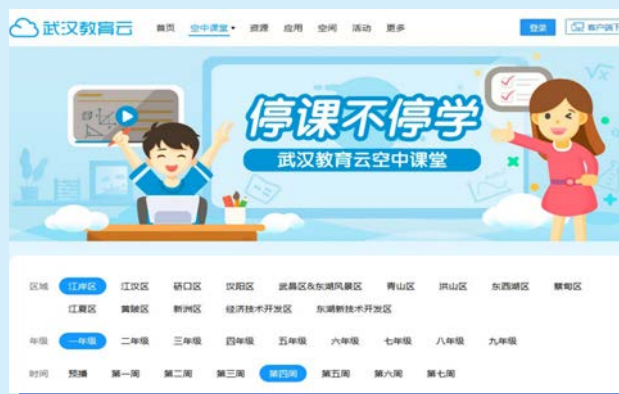 武汉教育云 首页 空中课堂 资源 应用 空间 活动 更多 登录 客户端下
停课不停学
武汉教育云空中课堂
区域 江岸区 江汉区 硚口区 汉阳区 武昌区&东湖风景区 青山区 洪山区 东西湖区 蔡甸区
江夏区 黄陂区 新洲区 经济技术开发区 东湖新技术开发区
年级 一年级 二年级 三年级 四年级 五年级 六年级 七年级 八年级 九年级
时间 预播 第一周 第二周 第三周 第四周 第五周 第六周 第七周